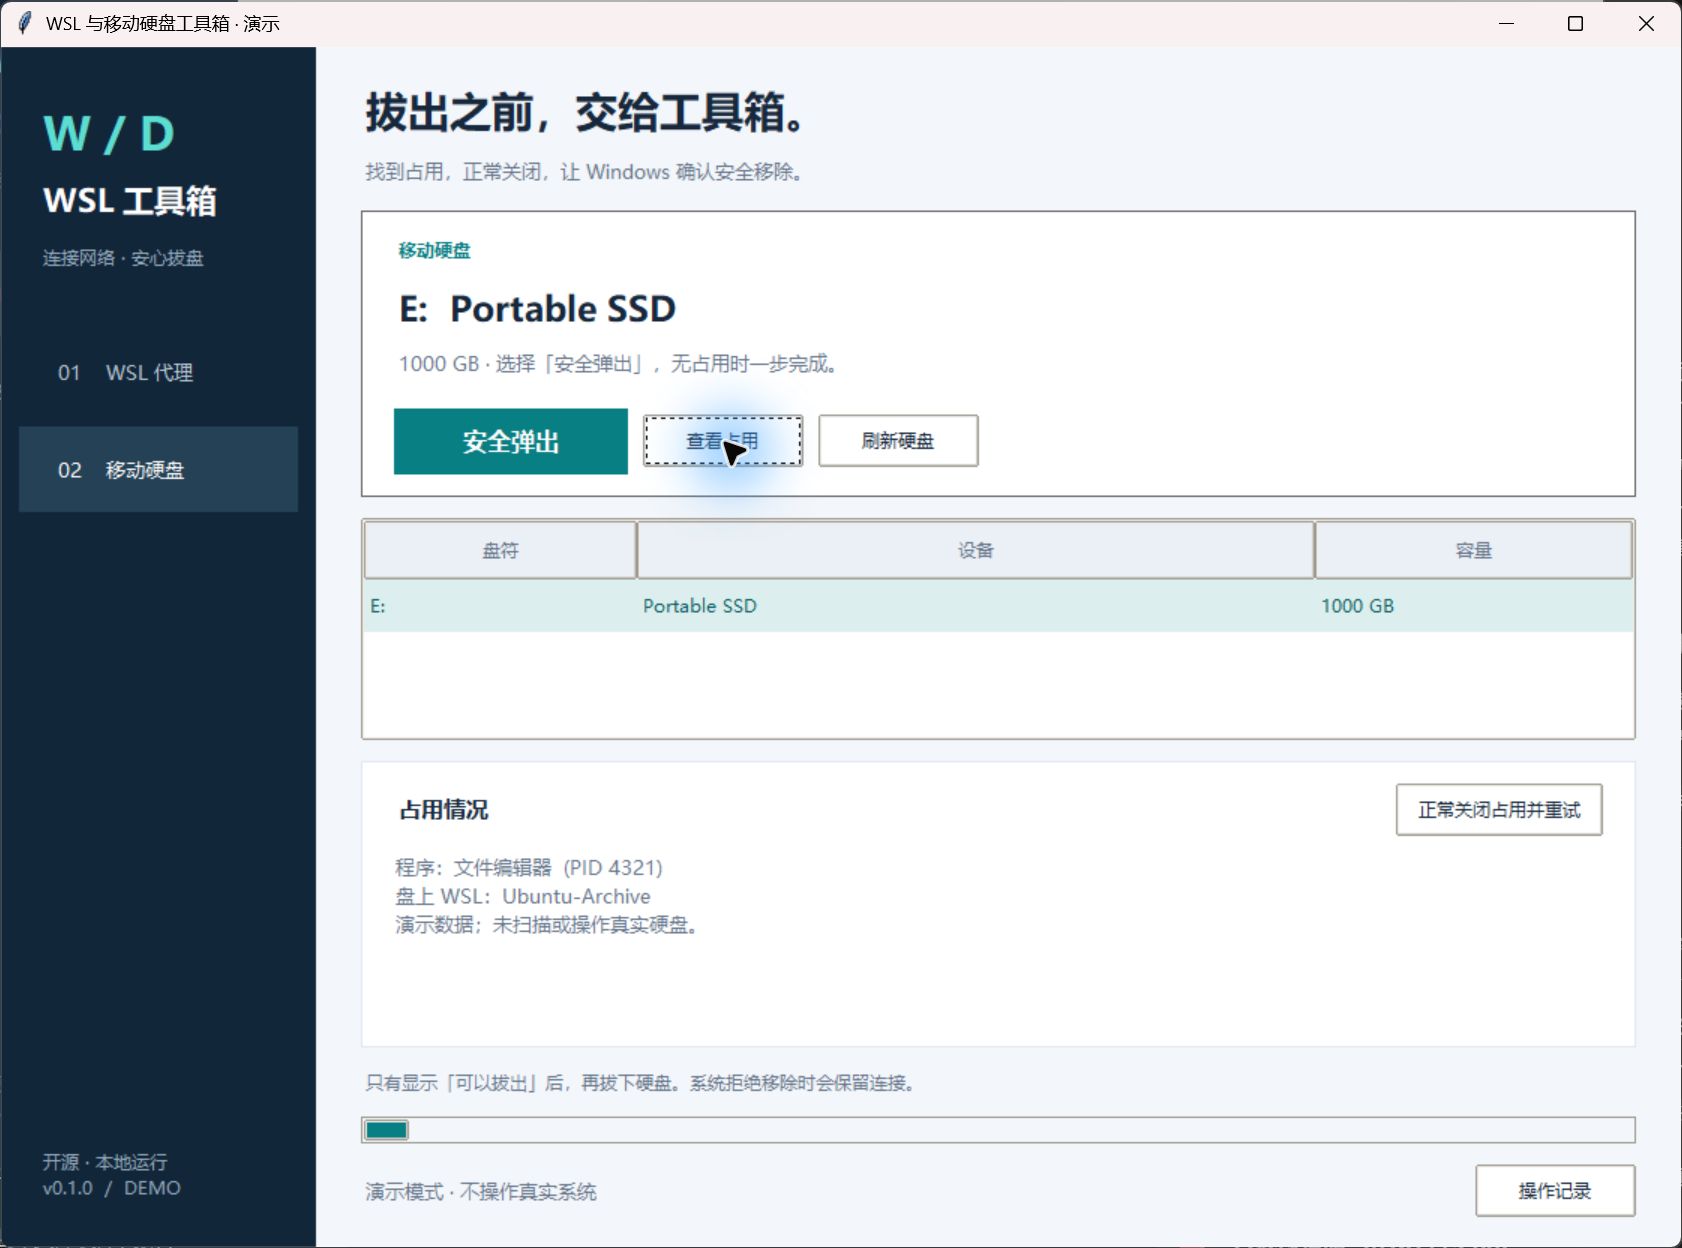 WSL 与移动硬盘工具箱 · 演示
W / D
WSL 工具箱
连接网络 · 安心拔盘
01 WSL 代理
02 移动硬盘
开源 · 本地运行
v0.1.0 / DEMO
拔出之前，交给工具箱。
找到占用，正常关闭，让 Windows 确认安全移除。
移动硬盘
E: Portable SSD
1000 GB · 选择「安全弹出」，无占用时一步完成。
安全弹出 查看占用 刷新硬盘
盘符 设备 容量
E: Portable SSD 1000 GB
占用情况 正常关闭占用并重试
程序：文件编辑器 (PID 4321)
盘上 WSL：Ubuntu-Archive
演示数据；未扫描或操作真实硬盘。
只有显示「可以拔出」后，再拔下硬盘。系统拒绝移除时会保留连接。
演示模式 · 不操作真实系统 操作记录